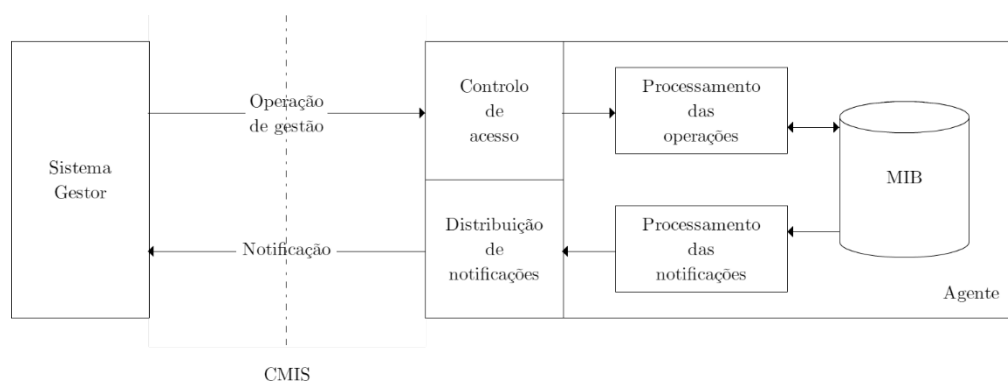 Sistema
Gestor
Operação
de gestão
Notificação
CMIS
Controlo
de
acesso
Distribuição
de
notificações
Processamento
das
operações
Processamento
das
notificações
MIB
Agente